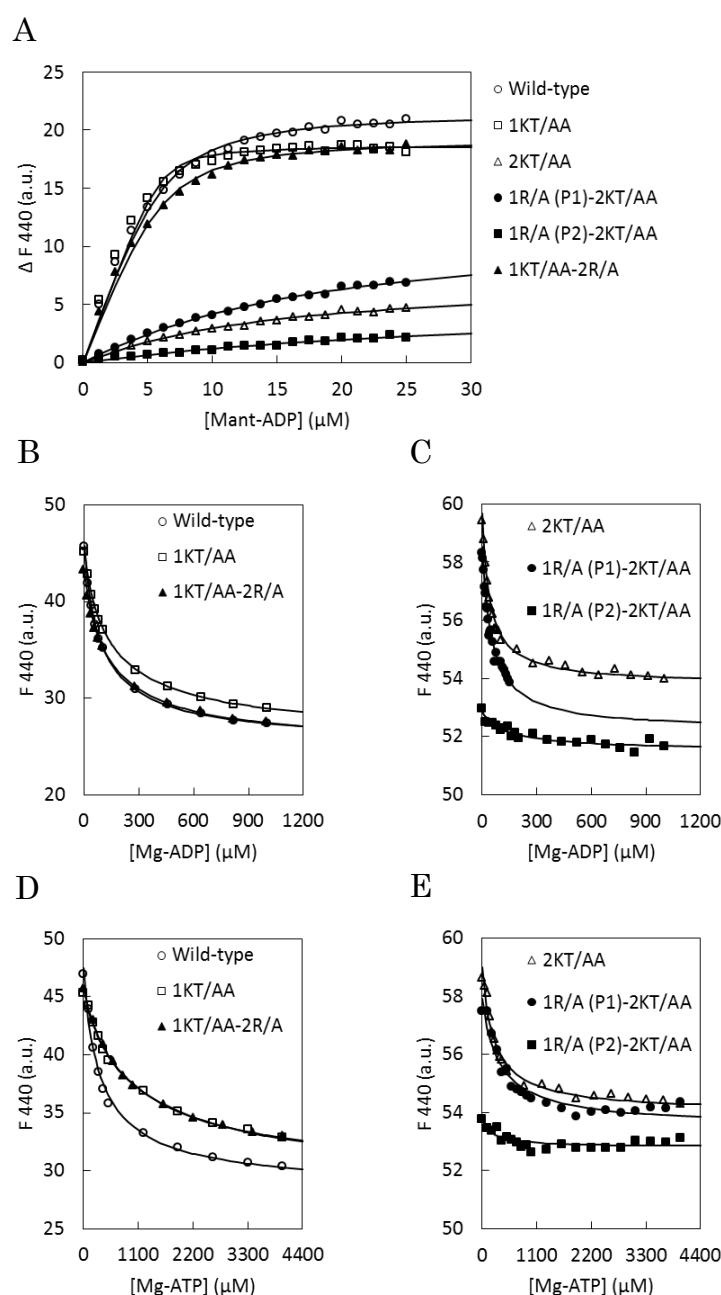 A
25
20
15
10
5
0
Δ F 440 (a.u.)
0 5 10 15 20 25 30
[Mant-ADP] (μM)
Wild-type
1KT/AA
2KT/AA
1R/A (P1)-2KT/AA
1R/A (P2)-2KT/AA
1KT/AA-2R/A
B
50
40
30
20
F 440 (a.u.)
Wild-type
1KT/AA
1KT/AA-2R/A
0 300 600 900 1200
[Mg-ADP] (μM)
C
60
58
56
54
52
50
F 440 (a.u.)
2KT/AA
1R/A (P1)-2KT/AA
1R/A (P2)-2KT/AA
0 300 600 900 1200
[Mg-ADP] (μM)
D
50
45
40
35
30
25
F 440 (a.u.)
Wild-type
1KT/AA
1KT/AA-2R/A
0 1100 2200 3300 4400
[Mg-ATP] (μM)
E
60
58
56
54
52
50
F 440 (a.u.)
2KT/AA
1R/A (P1)-2KT/AA
1R/A (P2)-2KT/AA
0 1100 2200 3300 4400
[Mg-ATP] (μM)